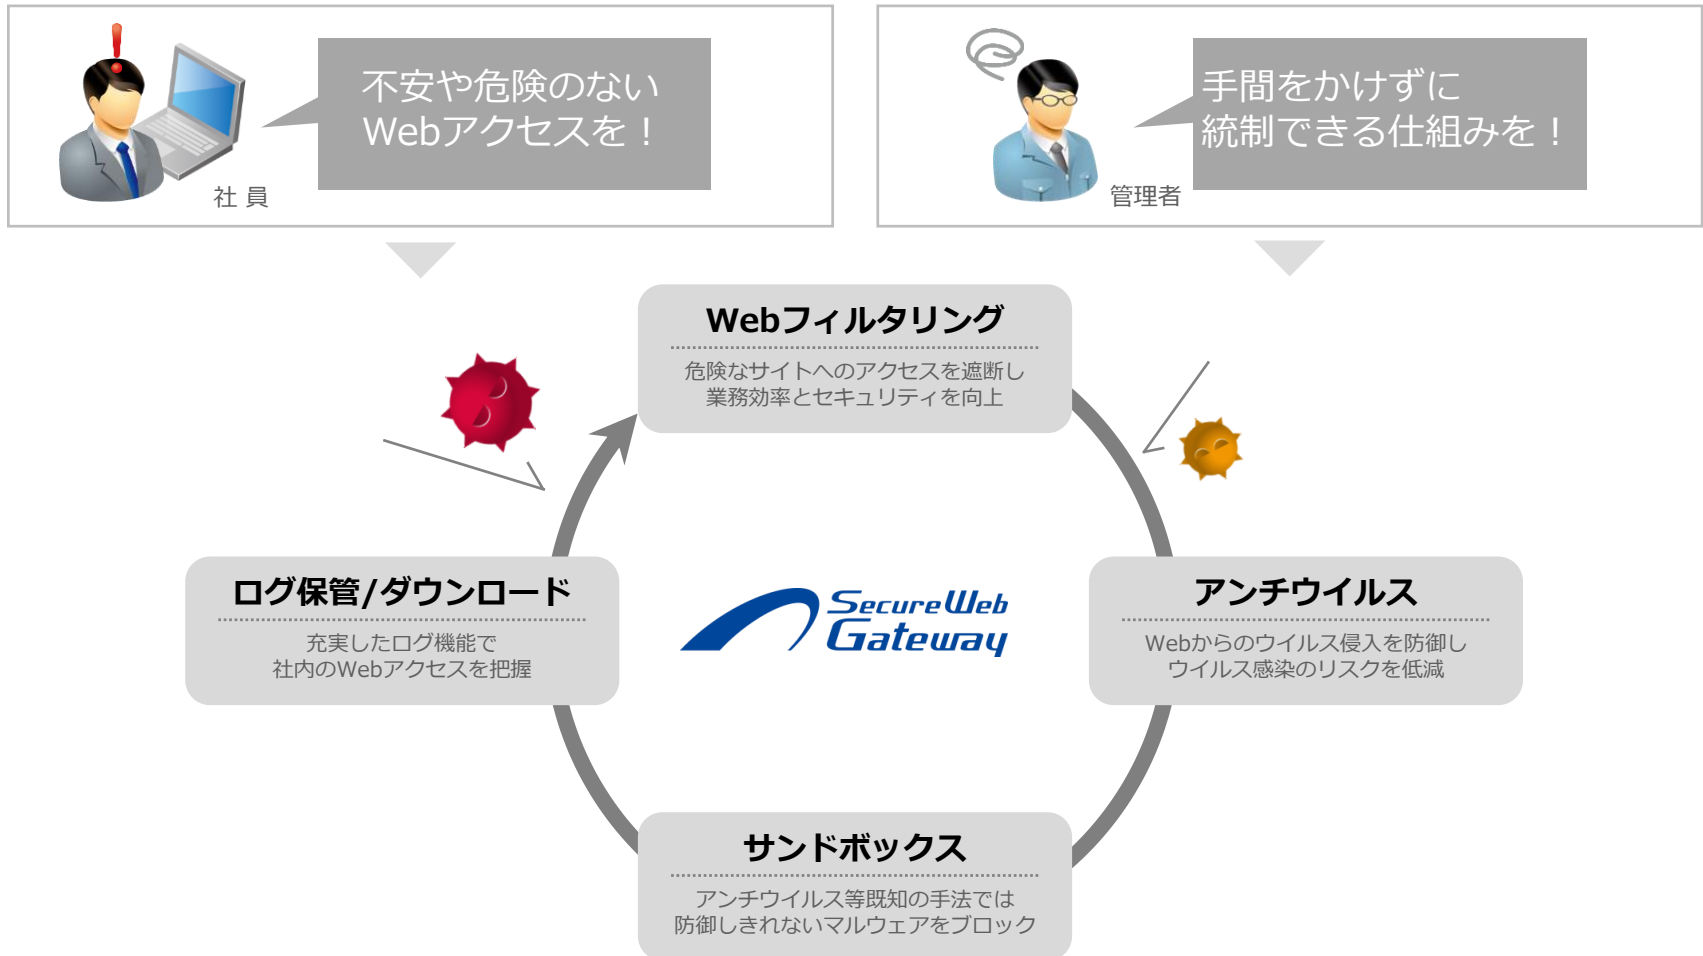 不安や危険のない
Webアクセスを！
社 員
手間をかけずに
統制できる仕組みを！
管理者
Webフィルタリング
危険なサイトへのアクセスを遮断し
業務効率とセキュリティを向上
ログ保管/ダウンロード
充実したログ機能で
社内のWebアクセスを把握
SecureWeb
Gateway
アンチウイルス
Webからのウイルス侵入を防御し
ウイルス感染のリスクを低減
サンドボックス
アンチウイルス等既知の手法では
防御しきれないマルウェアをブロック